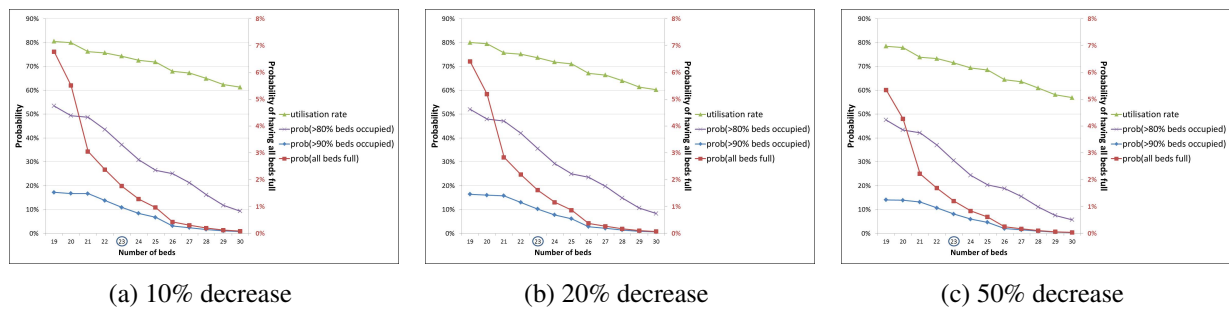 90%
80%
70%
60%
50%
40%
30%
20%
10%
0%
Probability
8%
7%
6%
5%
4%
3%
2%
1%
0%
Probability of having all beds full
utilisation rate
prob(>80% beds occupied)
prob(>90% beds occupied)
prob(all beds full)
19 20 21 22 23 24 25 26 27 28 29 30
Number of beds
(a) 10% decrease
90%
80%
70%
60%
50%
40%
30%
20%
10%
0%
Probability
8%
7%
6%
5%
4%
3%
2%
1%
0%
Probability of having all beds full
utilisation rate
prob(>80% beds occupied)
prob(>90% beds occupied)
prob(all beds full)
19 20 21 22 23 24 25 26 27 28 29 30
Number of beds
(b) 20% decrease
90%
80%
70%
60%
50%
40%
30%
20%
10%
0%
Probability
8%
7%
6%
5%
4%
3%
2%
1%
0%
Probability of having all beds full
utilisation rate
prob(>80% beds occupied)
prob(>90% beds occupied)
prob(all beds full)
19 20 21 22 23 24 25 26 27 28 29 30
Number of beds
(c) 50% decrease